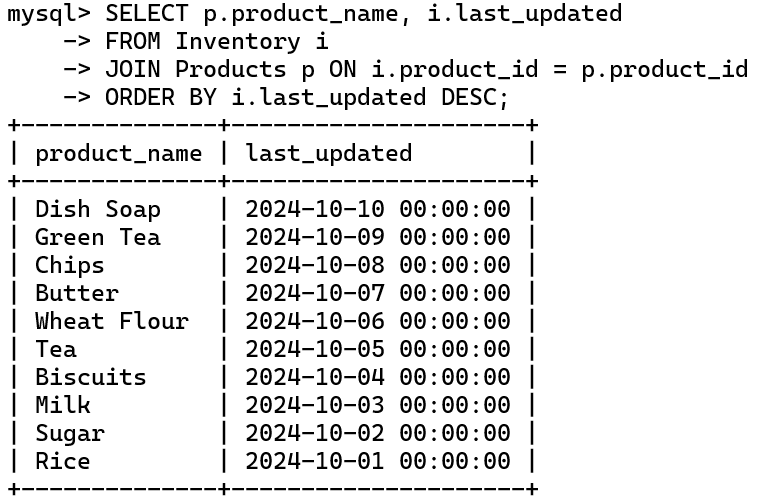 mysql> SELECT p.product_name, i.last_updated
    -> FROM Inventory i
    -> JOIN Products p ON i.product_id = p.product_id
    -> ORDER BY i.last_updated DESC;
+--------------+---------------------+
| product_name | last_updated        |
+--------------+---------------------+
| Dish Soap    | 2024-10-10 00:00:00 |
| Green Tea    | 2024-10-09 00:00:00 |
| Chips        | 2024-10-08 00:00:00 |
| Butter       | 2024-10-07 00:00:00 |
| Wheat Flour  | 2024-10-06 00:00:00 |
| Tea          | 2024-10-05 00:00:00 |
| Biscuits     | 2024-10-04 00:00:00 |
| Milk         | 2024-10-03 00:00:00 |
| Sugar        | 2024-10-02 00:00:00 |
| Rice         | 2024-10-01 00:00:00 |
+--------------+---------------------+